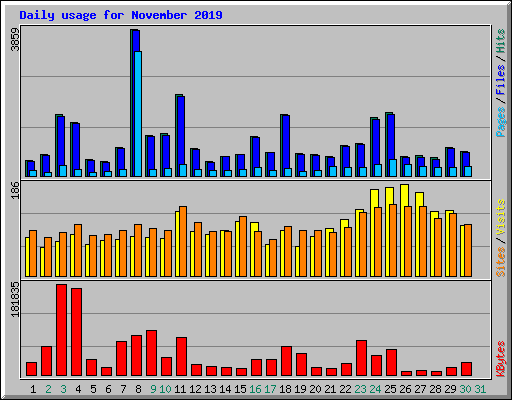 Daily usage for November 2019
3859
Pages/Files/Hits
186
Sites/Visits
181835
KBytes
1 2 3 4 5 6 7 8 9 10 11 12 13 14 15 16 17 18 19 20 21 22 23 24 25 26 27 28 29 30 31